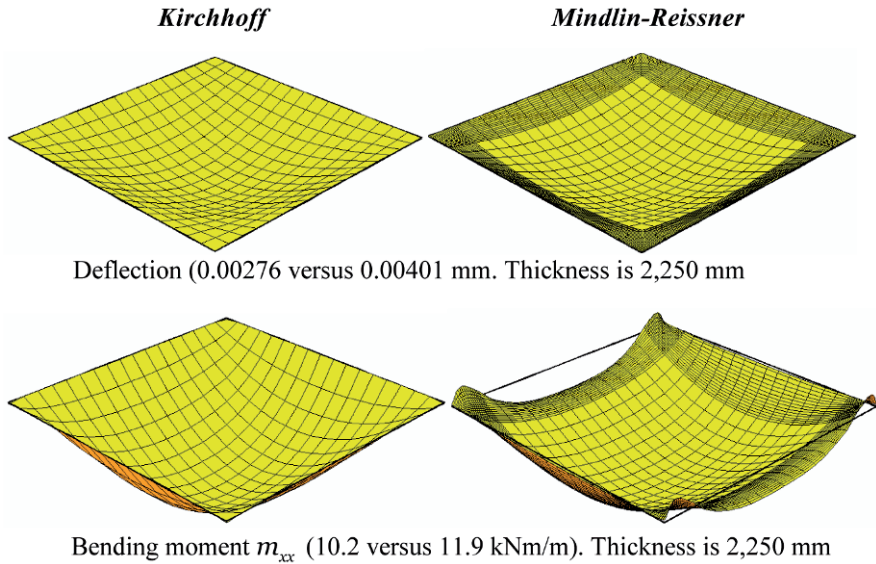 Kirchhoff Mindlin-Reissner
Deflection (0.00276 versus 0.00401 mm. Thickness is 2,250 mm
Bending moment m_xx (10.2 versus 11.9 kNm/m). Thickness is 2,250 mm